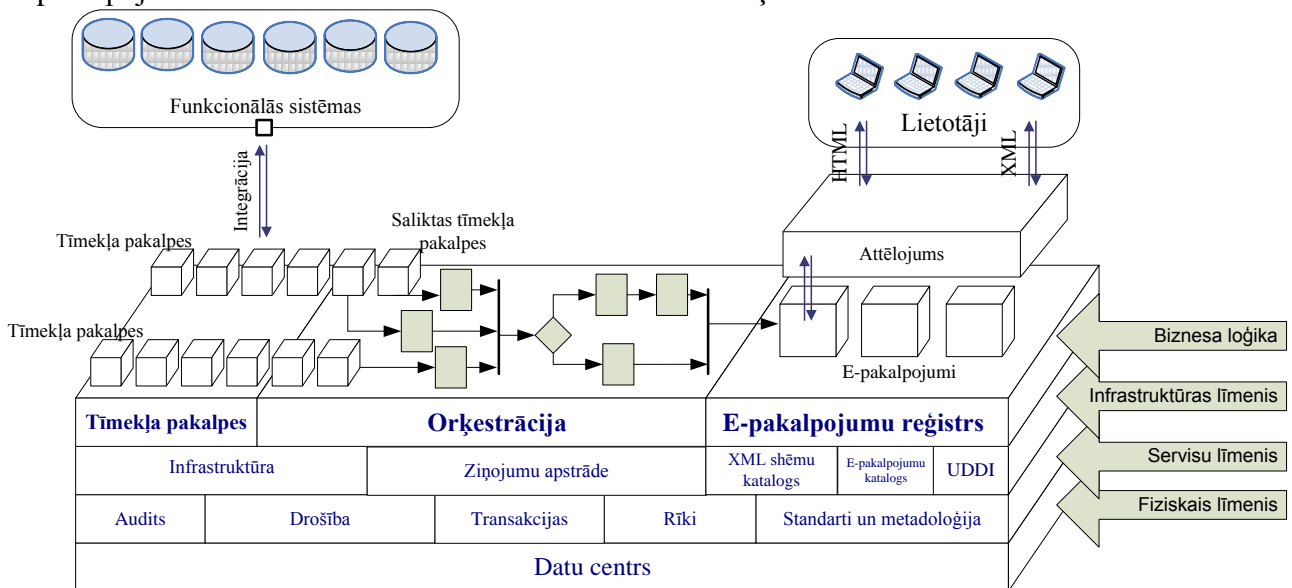 Funkcionālās sistēmas
Lietotāji
Integrācija
HTML
XML
Saliktas tīmekļa
pakalpes
Tīmekļa pakalpes
Attēlojums
Tīmekļa pakalpes
E-pakalpojumi
Biznesa loģika
Infrastruktūras līmenis
Servisu līmenis
Fiziskais līmenis
Tīmekļa pakalpes
Orķestrācija
E-pakalpojumu reģistrs
Infrastruktūra
Ziņojumu apstrāde
XML shēmu
katalogs
E-pakalpojumu
katalogs
UDDI
Audits
Drošība
Transakcijas
Rīki
Standarti un metadoloģija
Datu centrs